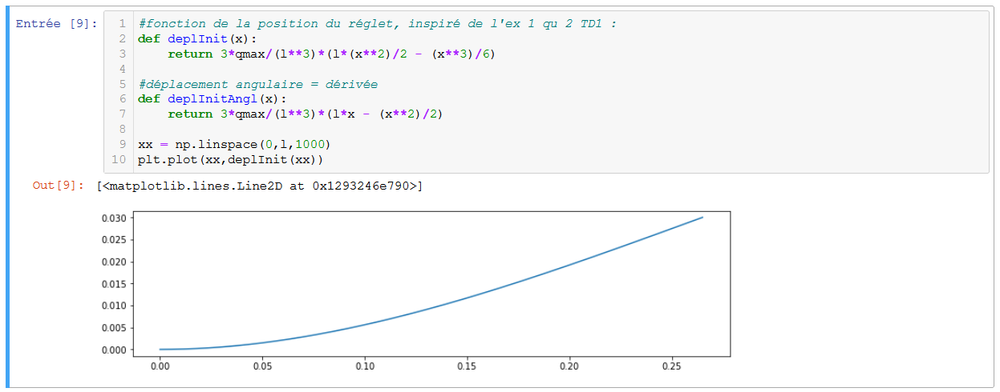 Entrée [9]:
1 #fonction de la position du réglet, inspiré de l'ex 1 qu 2 TD1 :
2 def deplInit(x):
3     return 3*qmax/(l**3)*(l*(x**2)/2 - (x**3)/6)
4
5 #déplacement angulaire = dérivée
6 def deplInitAngl(x):
7     return 3*qmax/(l**3)*(l*x - (x**2)/2)
8
9 xx = np.linspace(0,l,1000)
10 plt.plot(xx,deplInit(xx))
Out[9]: [<matplotlib.lines.Line2D at 0x1293246e790>]
0.030
0.025
0.020
0.015
0.010
0.005
0.000
0.00 0.05 0.10 0.15 0.20 0.25